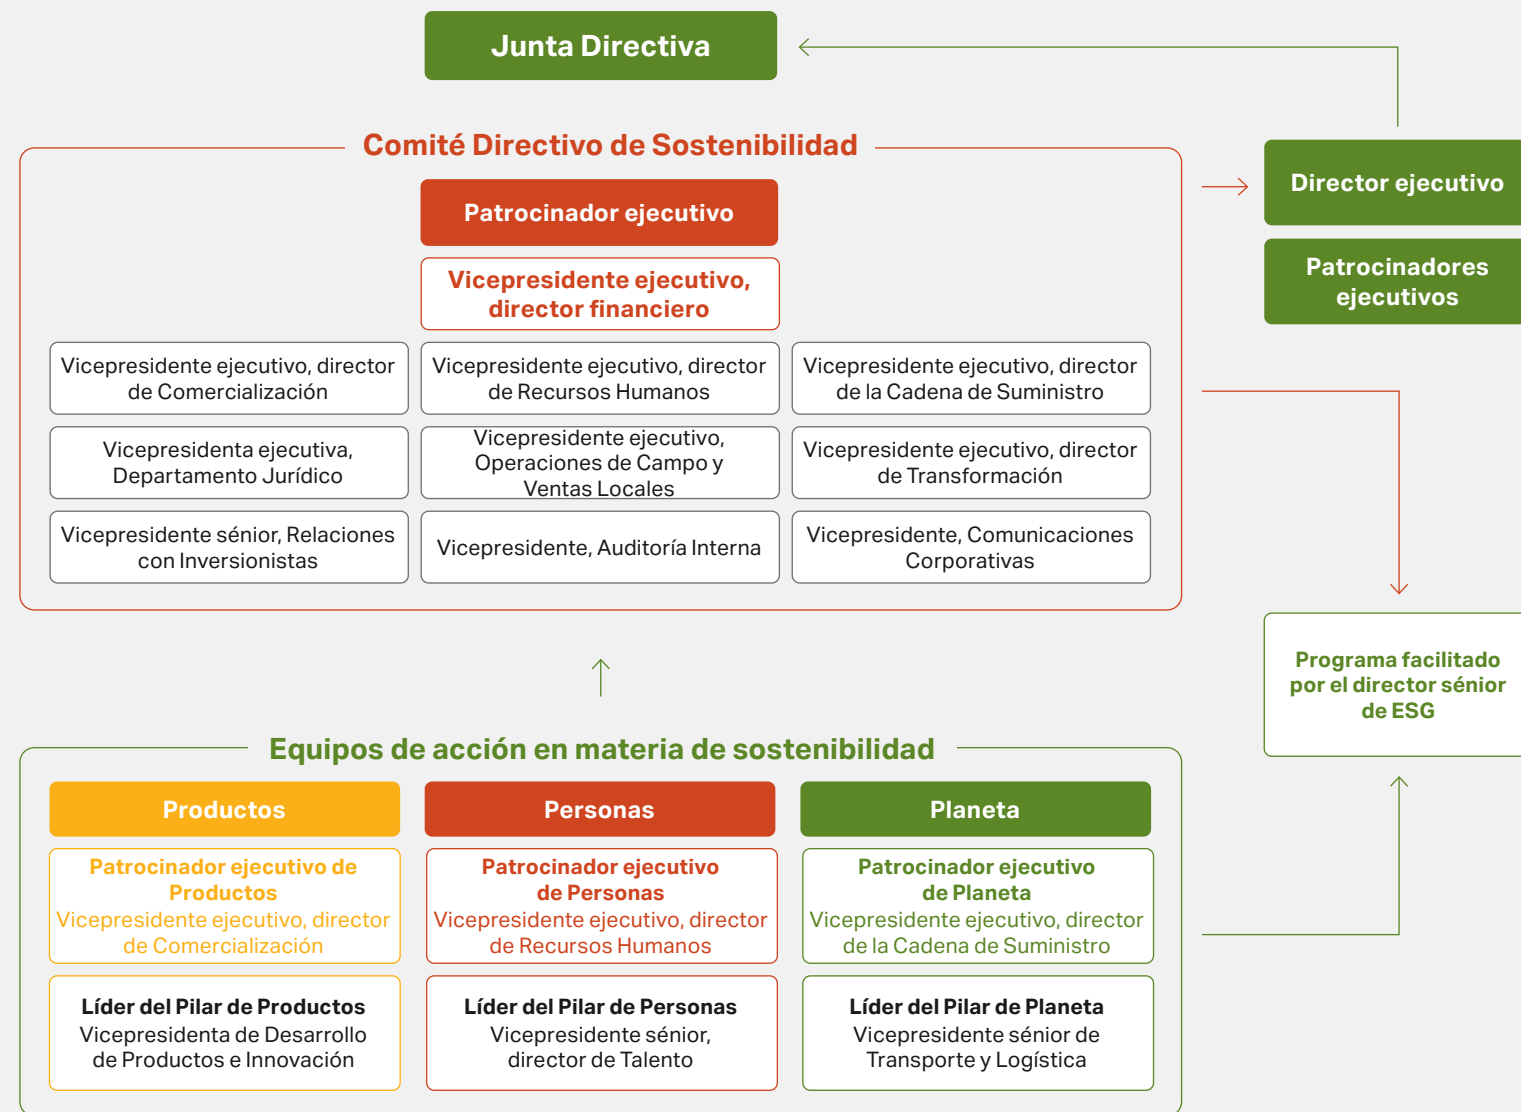 Junta Directiva
Comité Directivo de Sostenibilidad
Patrocinador ejecutivo
Vicepresidente ejecutivo,
director financiero
Vicepresidente ejecutivo, director
de Comercialización
Vicepresidente ejecutivo, director
de Recursos Humanos
Vicepresidente ejecutivo, director
de la Cadena de Suministro
Vicepresidenta ejecutiva,
Departamento Jurídico
Vicepresidente ejecutivo,
Operaciones de Campo y
Ventas Locales
Vicepresidente ejecutivo, director
de Transformación
Vicepresidente sénior, Relaciones
con Inversionistas
Vicepresidente, Auditoría Interna
Vicepresidente, Comunicaciones
Corporativas
Director ejecutivo
Patrocinadores
ejecutivos
Programa facilitado
por el director sénior
de ESG
Equipos de acción en materia de sostenibilidad
Productos
Patrocinador ejecutivo de
Productos
Vicepresidente ejecutivo, director
de Comercialización
Líder del Pilar de Productos
Vicepresidenta de Desarrollo
de Productos e Innovación
Personas
Patrocinador ejecutivo
de Personas
Vicepresidente ejecutivo, director
de Recursos Humanos
Líder del Pilar de Personas
Vicepresidente sénior,
director de Talento
Planeta
Patrocinador ejecutivo
de Planeta
Vicepresidente ejecutivo, director
de la Cadena de Suministro
Líder del Pilar de Planeta
Vicepresidente sénior de
Transporte y Logística